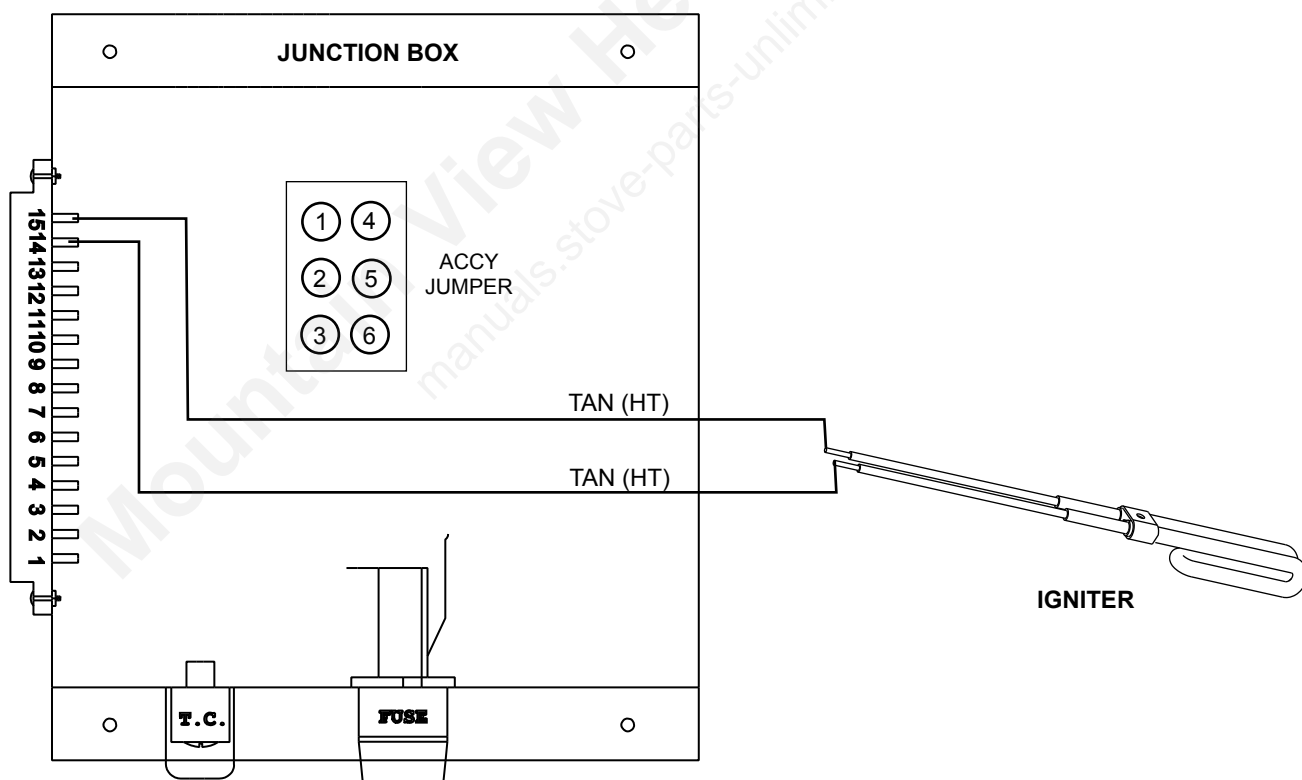 JUNCTION BOX
15
14
13
12
11
10
9
8
7
6
5
4
3
2
1
1 4
2 5
3 6
ACCY
JUMPER
TAN (HT)
TAN (HT)
IGNITER
T.C.
FUSE
Mountain View He
manuals.stove-parts-unlimi